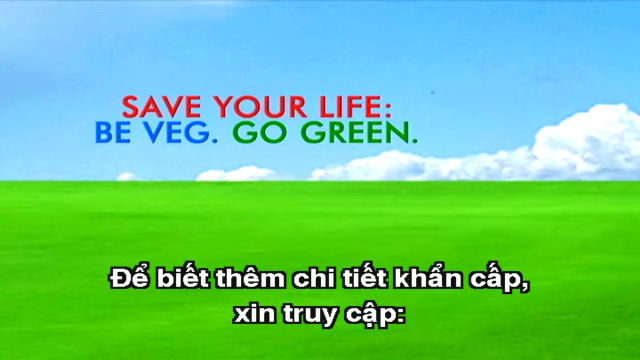 SAVE YOUR LIFE:
BE VEG. GO GREEN.
Để biết thêm chi tiết khẩn cấp,
xin truy cập: